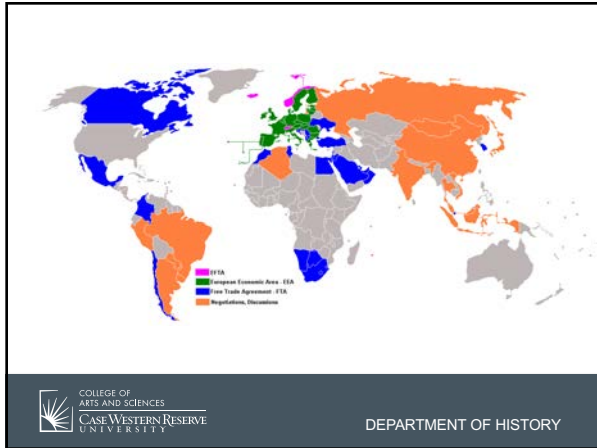 EFTA
European Economic Area - EEA
Free Trade Agreement - FTA
Negotiations, Discussions
COLLEGE OF
ARTS AND SCIENCES
CASE WESTERN RESERVE
UNIVERSITY
DEPARTMENT OF HISTORY